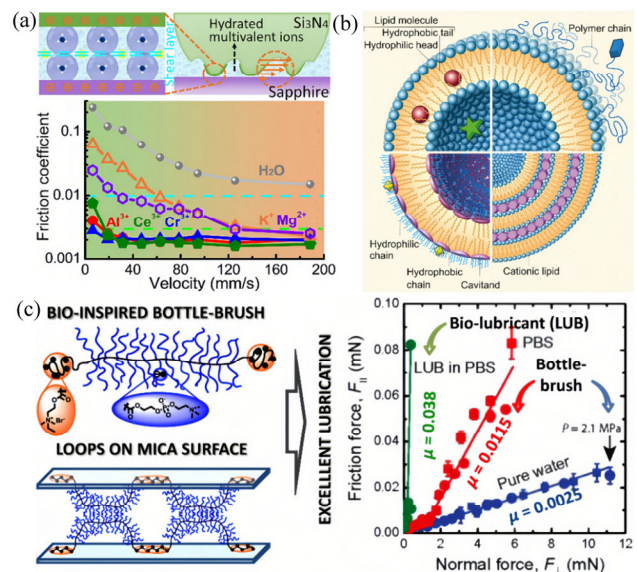 (a)
Shear layer
Hydrated
multivalent ions
Si3N4
Sapphire
Friction coefficient
0.1
0.01
0.001
H₂O
Al³⁺ Ce³⁺ Cr³⁺ K⁺ Mg²⁺
0 40 80 120 160 200
Velocity (mm/s)
(b)
Lipid molecule
Hydrophobic tail
Hydrophilic head
Polymer chain
Hydrophilic
chain
Hydrophobic
chain
Cavitand
Cationic lipid
(c)
BIO-INSPIRED BOTTLE-BRUSH
LOOPS ON MICA SURFACE
EXCELLENT LUBRICATION
Friction force, F∥ (mN)
0.10
0.08
0.06
0.04
0.02
0.00
Bio-lubricant (LUB)
PBS
LUB in PBS
Bottle-
brush
μ = 0.038
μ = 0.0115
P = 2.1 MPa
Pure water
μ = 0.0025
0 2 4 6 8 10 12
Normal force, F⊥ (mN)